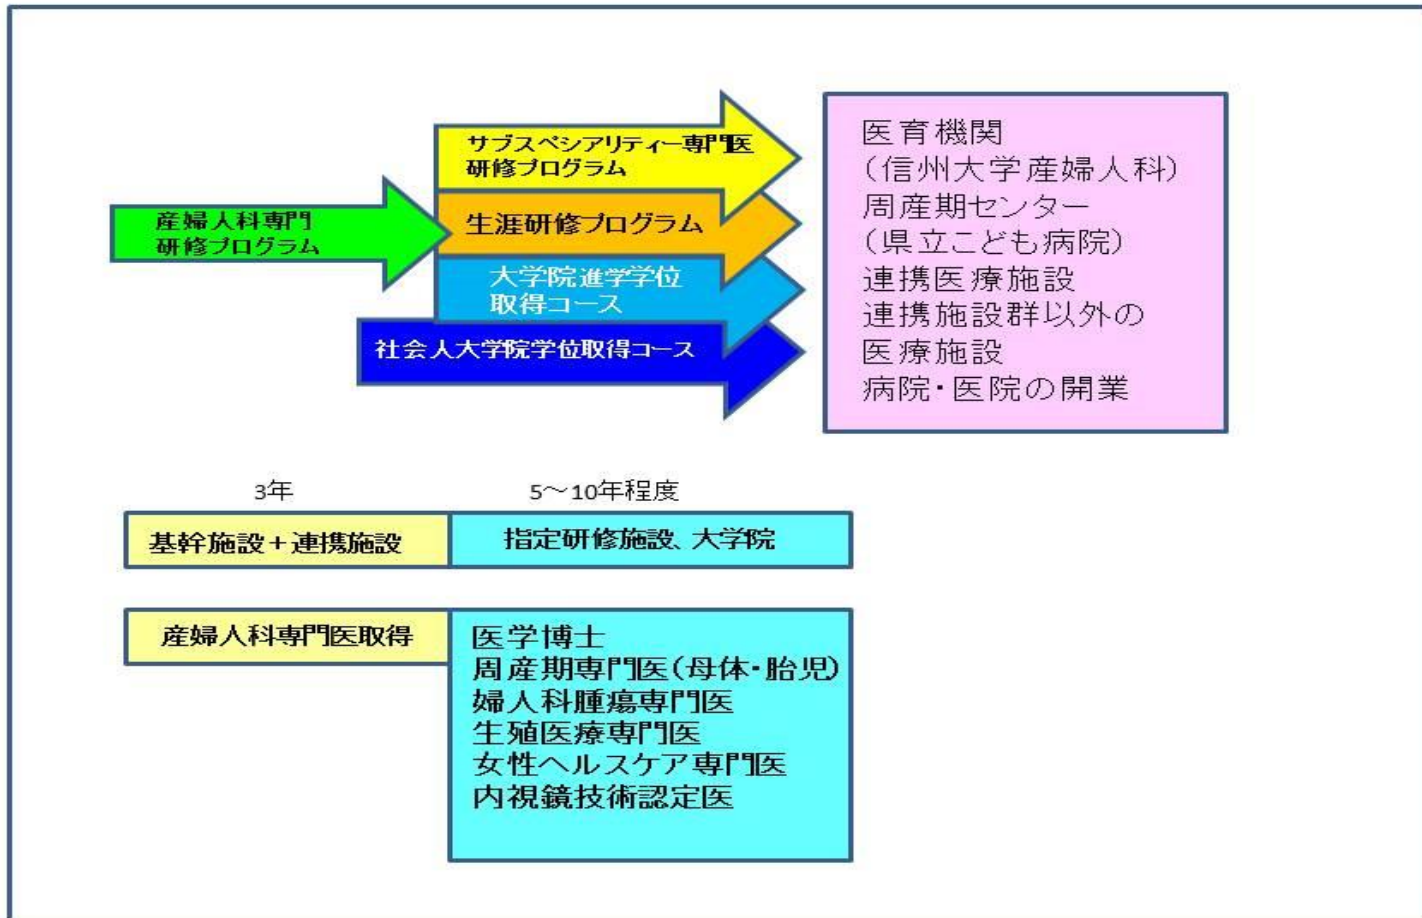 産婦人科専門
研修プログラム
サブスペシアリティー専門医
研修プログラム
生涯研修プログラム
大学院進学学位
取得コース
社会人大学院学位取得コース
医育機関
(信州大学産婦人科)
周産期センター
(県立こども病院)
連携医療施設
連携施設群以外の
医療施設
病院・医院の開業
3年
5～10年程度
基幹施設+連携施設
指定研修施設、大学院
産婦人科専門医取得
医学博士
周産期専門医(母体・胎児)
婦人科腫瘍専門医
生殖医療専門医
女性ヘルスケア専門医
内視鏡技術認定医